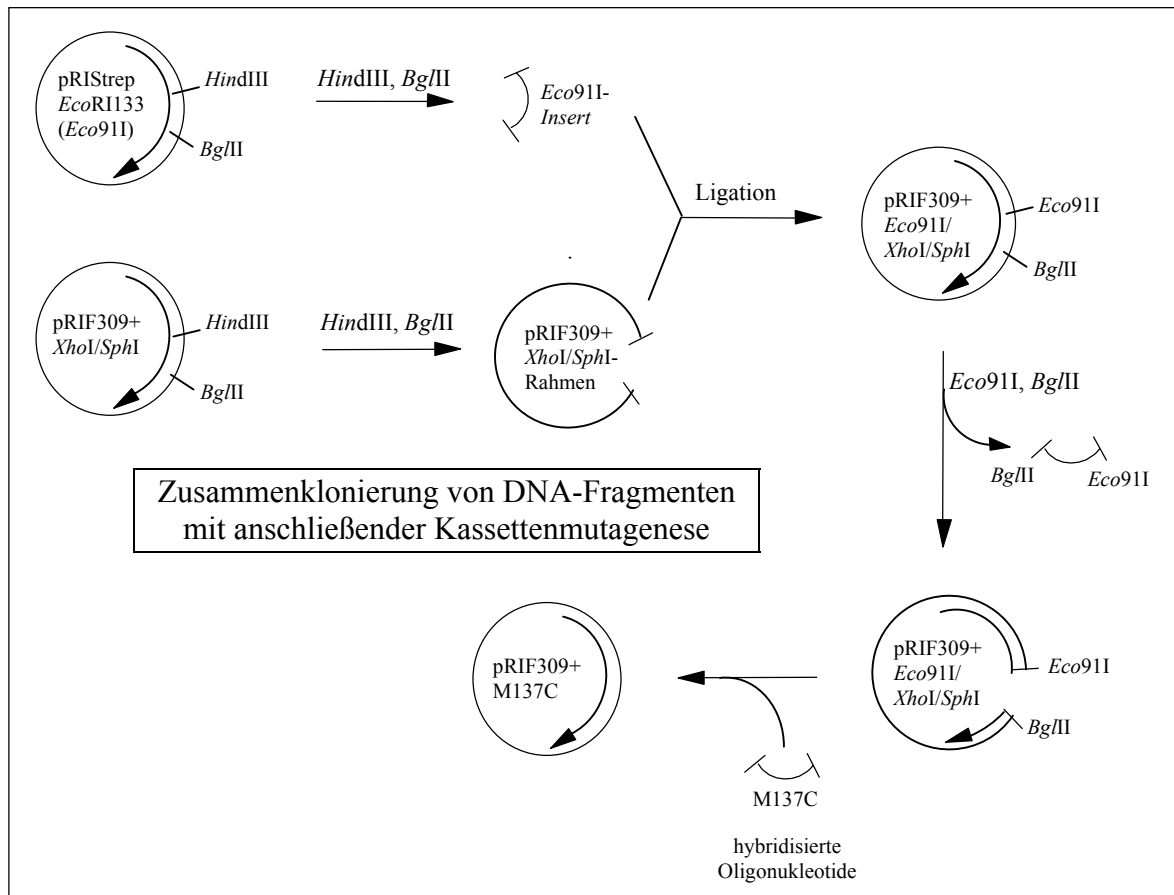 pRIStrep
EcoRI133
(Eco91I)
HindIII
BglII
HindIII, BglII
Eco91I-
Insert
Ligation
pRIF309+
Eco91I/
XhoI/SphI
Eco91I
BglII
pRIF309+
XhoI/SphI
HindIII
BglII
HindIII, BglII
pRIF309+
XhoI/SphI-
Rahmen
Eco91I, BglII
BglII
Eco91I
Zusammenklonierung von DNA-Fragmenten
mit anschließender Kassettenmutagenese
pRIF309+
M137C
pRIF309+
Eco91I/
XhoI/SphI
Eco91I
BglII
M137C
hybridisierte
Oligonukleotide